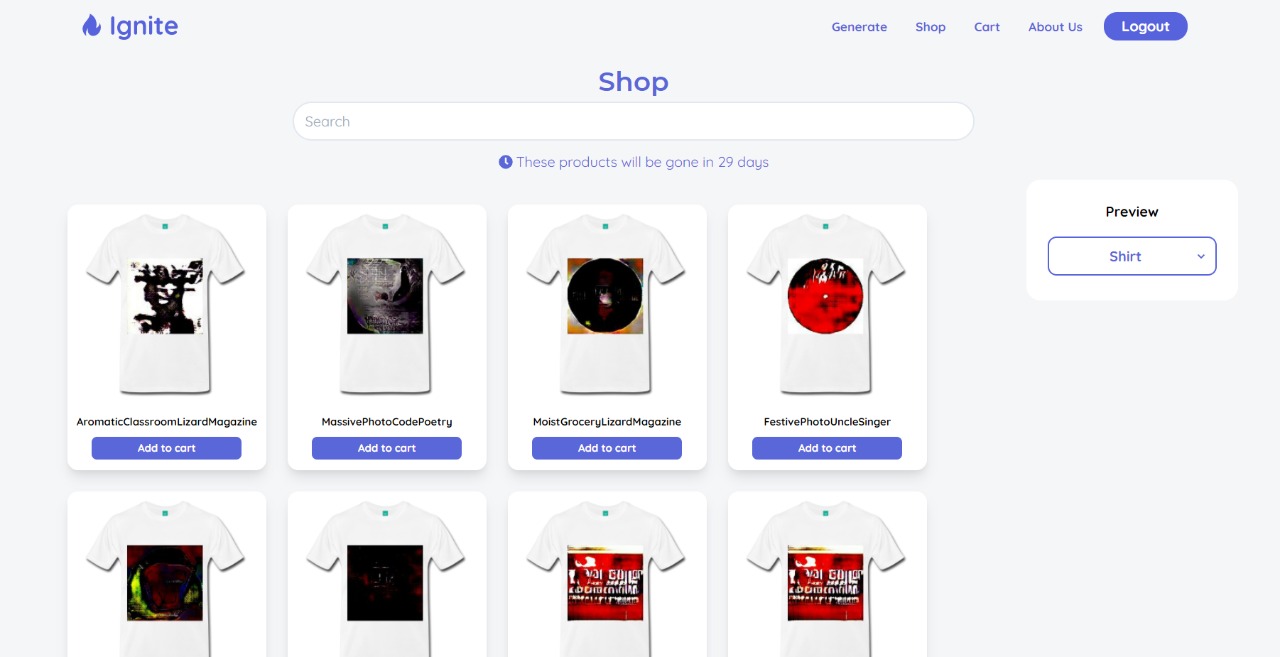 Ignite
Generate
Shop
Cart
About Us
Logout
Shop
Search
These products will be gone in 29 days
Preview
Shirt
AromaticClassroomLizardMagazine
MassivePhotoCodePoetry
MoistGroceryLizardMagazine
FestivePhotoUncleSinger
Add to cart
Add to cart
Add to cart
Add to cart